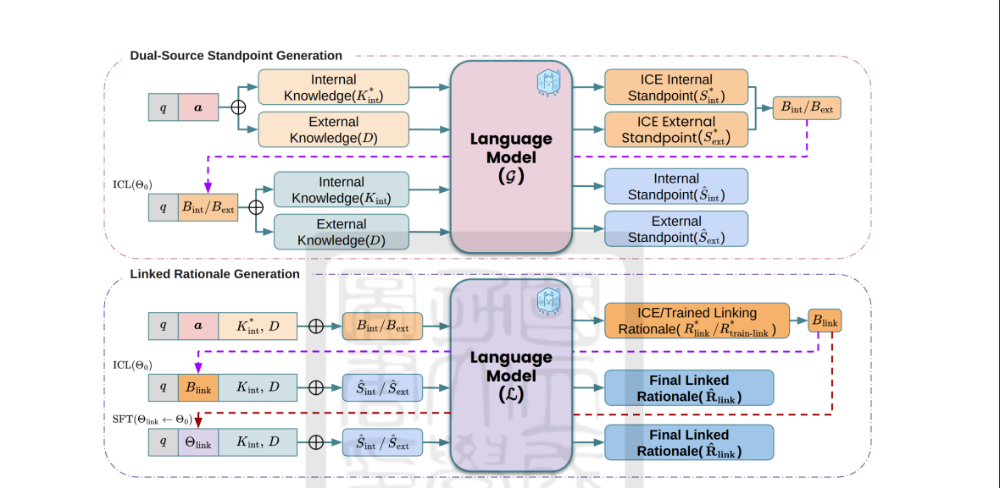 Dual-Source Standpoint Generation
q a
Internal
Knowledge(K*int)
External
Knowledge(D)
Language
Model
(𝒢)
ICE Internal
Standpoint(S*int)
ICE External
Standpoint(S*ext)
Bint/Bext
ICL(Θ0)
q Bint/Bext
Internal
Knowledge(Kint)
External
Knowledge(D)
Internal
Standpoint(Ŝint)
External
Standpoint(Ŝext)
Linked Rationale Generation
q a K*int, D
Bint/Bext
Language
Model
(ℒ)
ICE/Trained Linking
Rationale( R*link /R*train-link )
Blink
ICL(Θ0)
q Blink Kint, D
Ŝint / Ŝext
Final Linked
Rationale(R̂link)
SFT(Θlink ← Θ0)
q Θlink Kint, D
Ŝint / Ŝext
Final Linked
Rationale(R̂link)